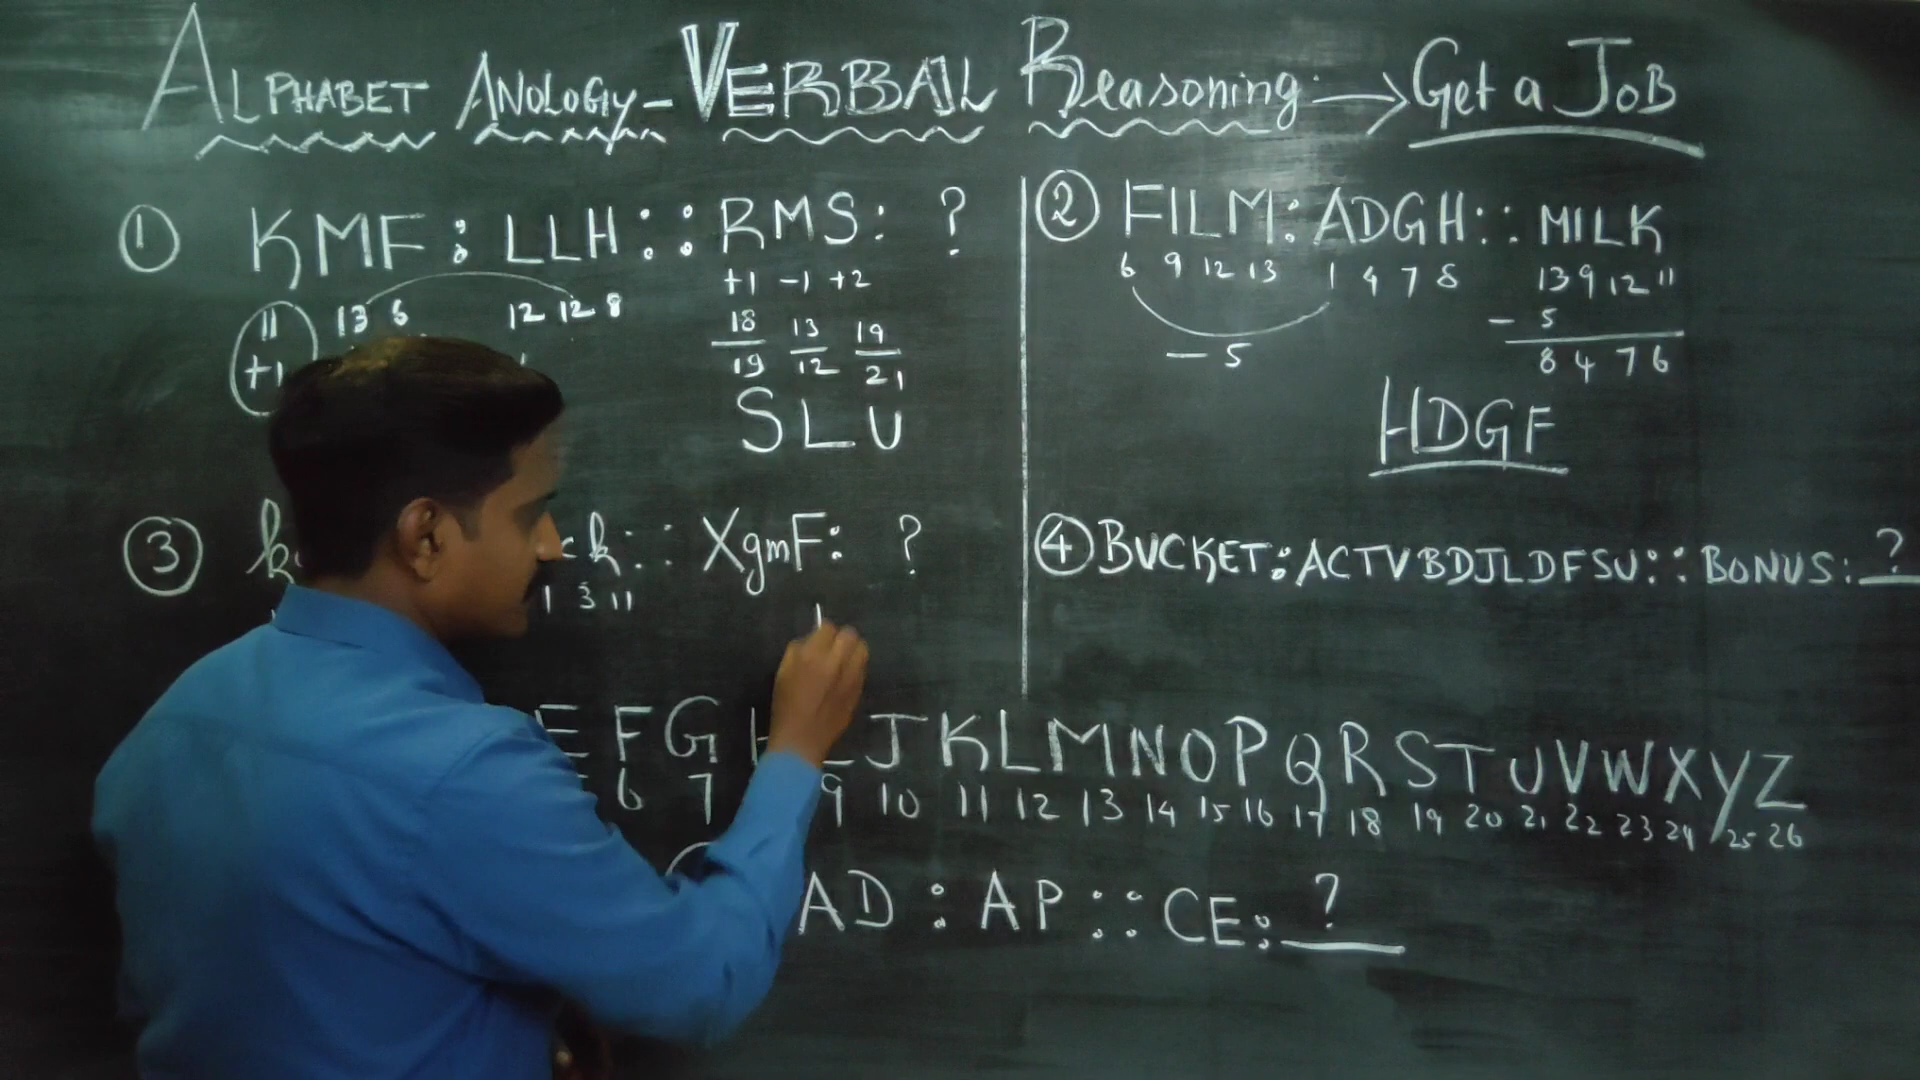 ALPHABET ANOLOGY - VERBAL Reasoning → Get a JOB
① KMF : LLH :: RMS : ?
+1 -1 +2
11 13 6 12 12 8 18 13 19
+1 19 12 21
SLU
② FILM : ADGH :: MILK
6 9 12 13 1 4 7 8 13 9 12 11
- 5 - 5
8 4 7 6
HDGF
③ k ck :: XgmF : ?
1 3 11
④ BUCKET : ACTVBDJLDFSU :: BONUS : ?
E F G H I J K L M N O P Q R S T U V W X Y Z
6 7 9 10 11 12 13 14 15 16 17 18 19 20 21 22 23 24 25 26
AD : AP :: CE : ?